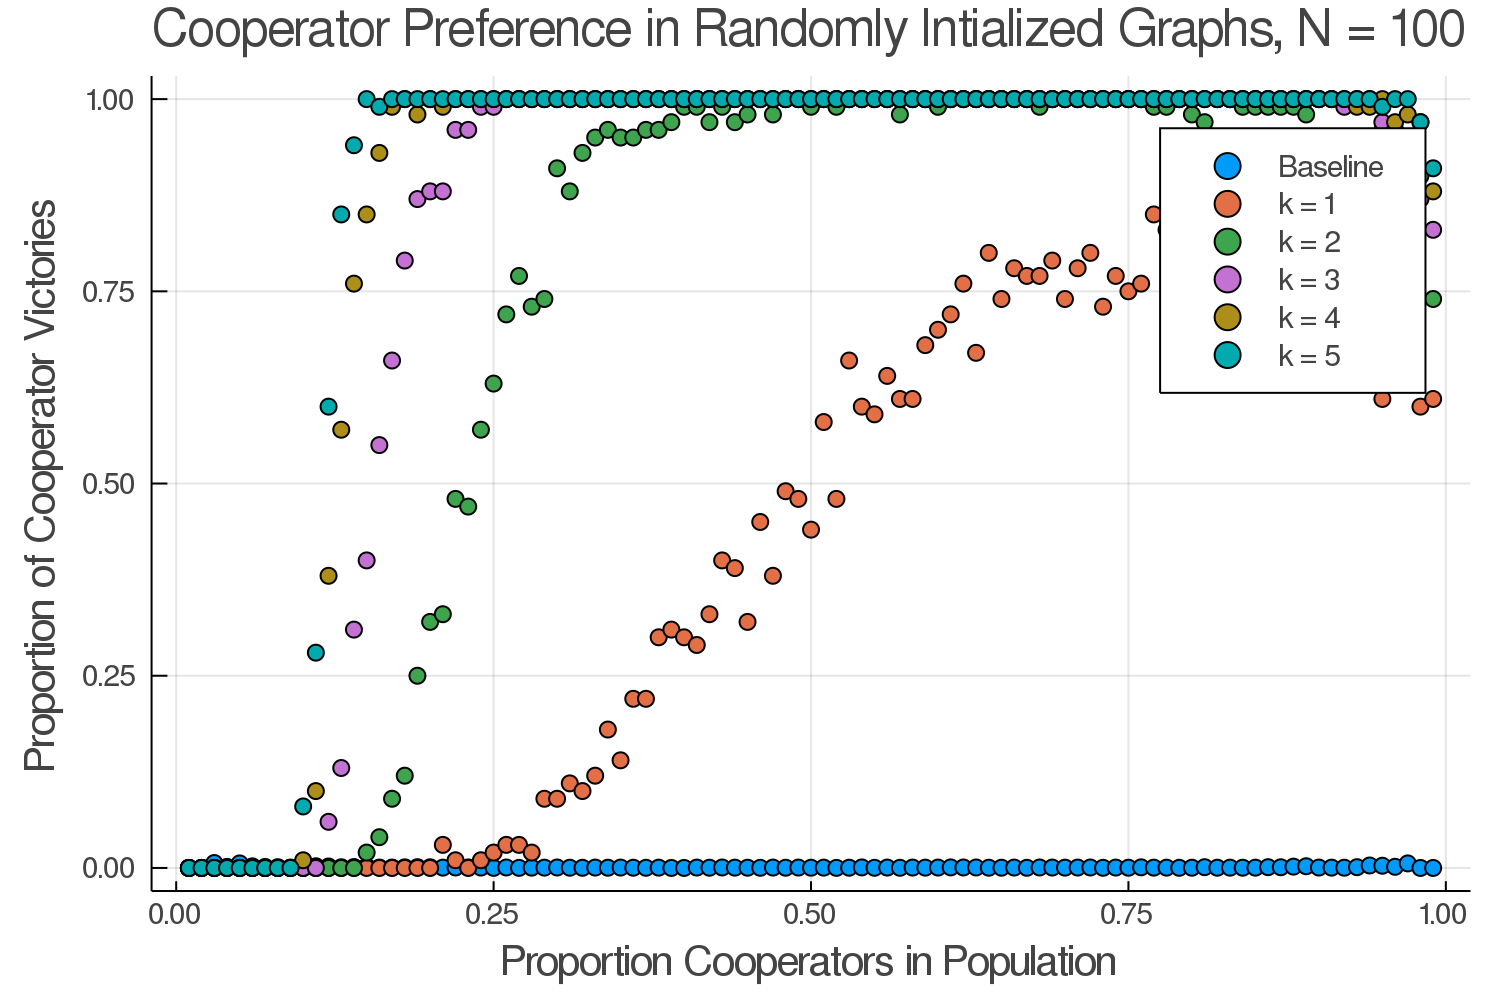 Cooperator Preference in Randomly Intialized Graphs, N = 100
Proportion of Cooperator Victories
1.00
0.75
0.50
0.25
0.00
Baseline
k = 1
k = 2
k = 3
k = 4
k = 5
0.00 0.25 0.50 0.75 1.00
Proportion Cooperators in Population